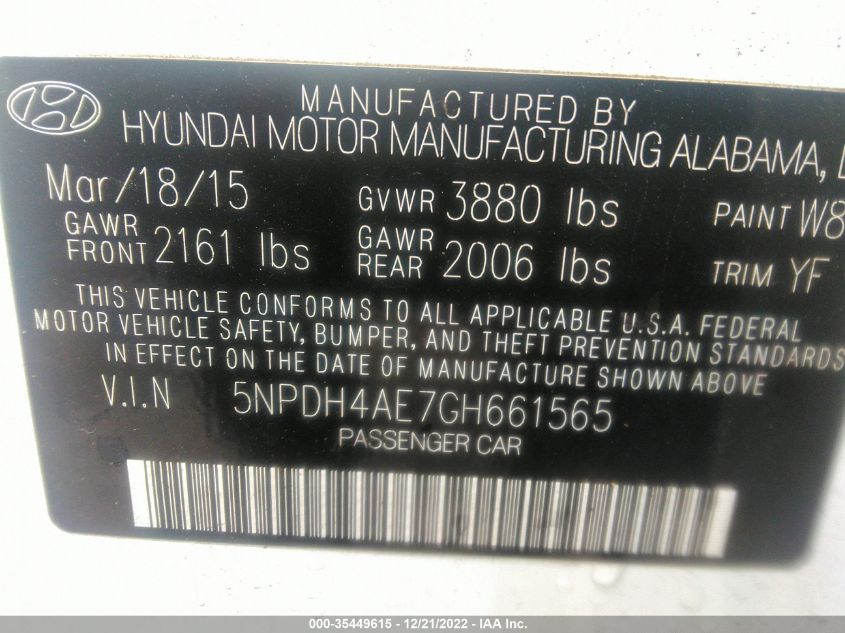 MANUFACTURED BY
HYUNDAI MOTOR MANUFACTURING ALABAMA,
Mar/18/15 GVWR 3880 lbs PAINT W8
GAWR FRONT 2161 lbs GAWR REAR 2006 lbs TRIM YF
THIS VEHICLE CONFORMS TO ALL APPLICABLE U.S.A. FEDERAL
MOTOR VEHICLE SAFETY, BUMPER, AND THEFT PREVENTION STANDARDS
IN EFFECT ON THE DATE OF MANUFACTURE SHOWN ABOVE
V.I.N 5NPDH4AE7GH661565
PASSENGER CAR
000-35449615 - 12/21/2022 - IAA Inc.